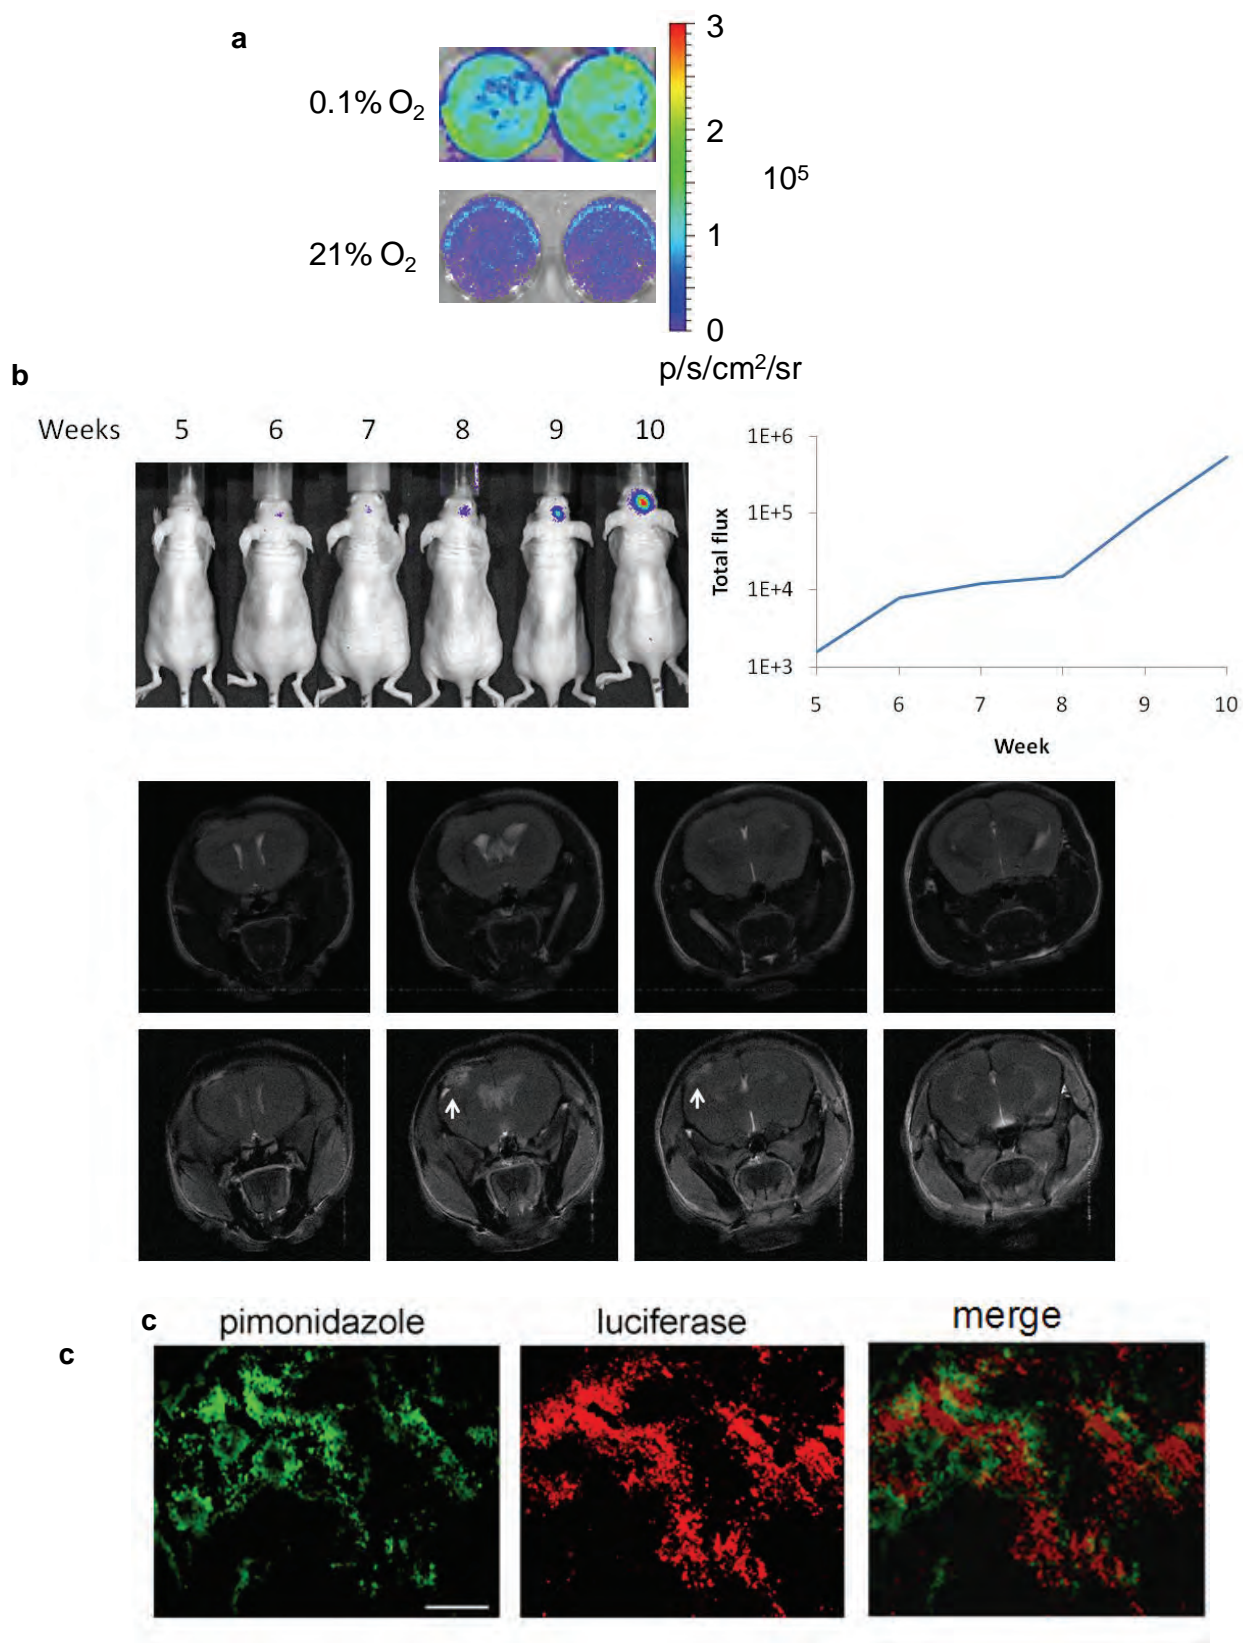 a
3
0.1% O₂
2
10⁵
1
21% O₂
0
p/s/cm²/sr
b
Weeks 5 6 7 8 9 10
1E+6
1E+5
Total flux
1E+4
1E+3
5 6 7 8 9 10
Week
c
pimonidazole luciferase merge
c